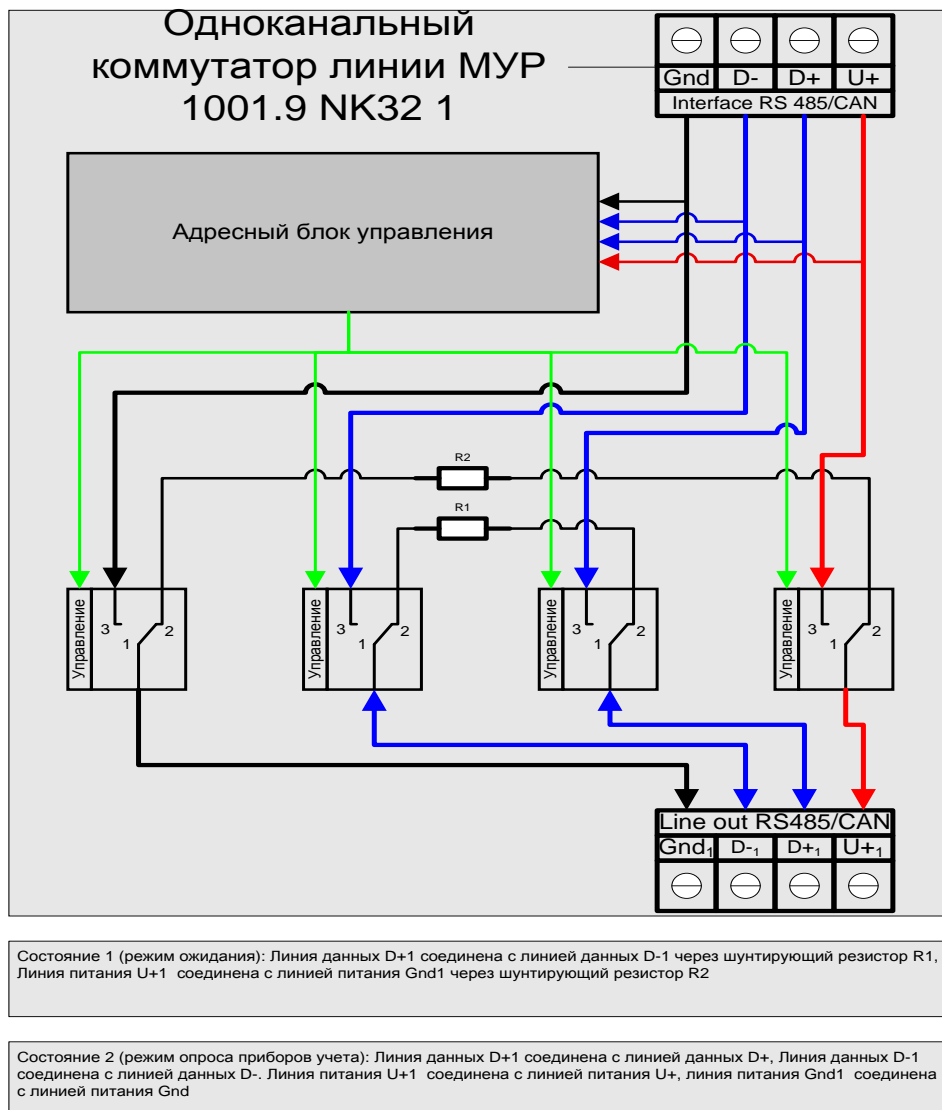 Одноканальный
коммутатор линии МУР
1001.9 NK32 1
Gnd D- D+ U+
Interface RS 485/CAN
Адресный блок управления
R2
R1
Управление 3 1 2
Управление 3 1 2
Управление 3 1 2
Управление 3 1 2
Line out RS485/CAN
Gnd₁ D-₁ D+₁ U+₁
Состояние 1 (режим ожидания): Линия данных D+1 соединена с линией данных D-1 через шунтирующий резистор R1,
Линия питания U+1 соединена с линией питания Gnd1 через шунтирующий резистор R2
Состояние 2 (режим опроса приборов учета): Линия данных D+1 соединена с линией данных D+, Линия данных D-1
соединена с линией данных D-. Линия питания U+1 соединена с линией питания U+, линия питания Gnd1 соединена
с линией питания Gnd